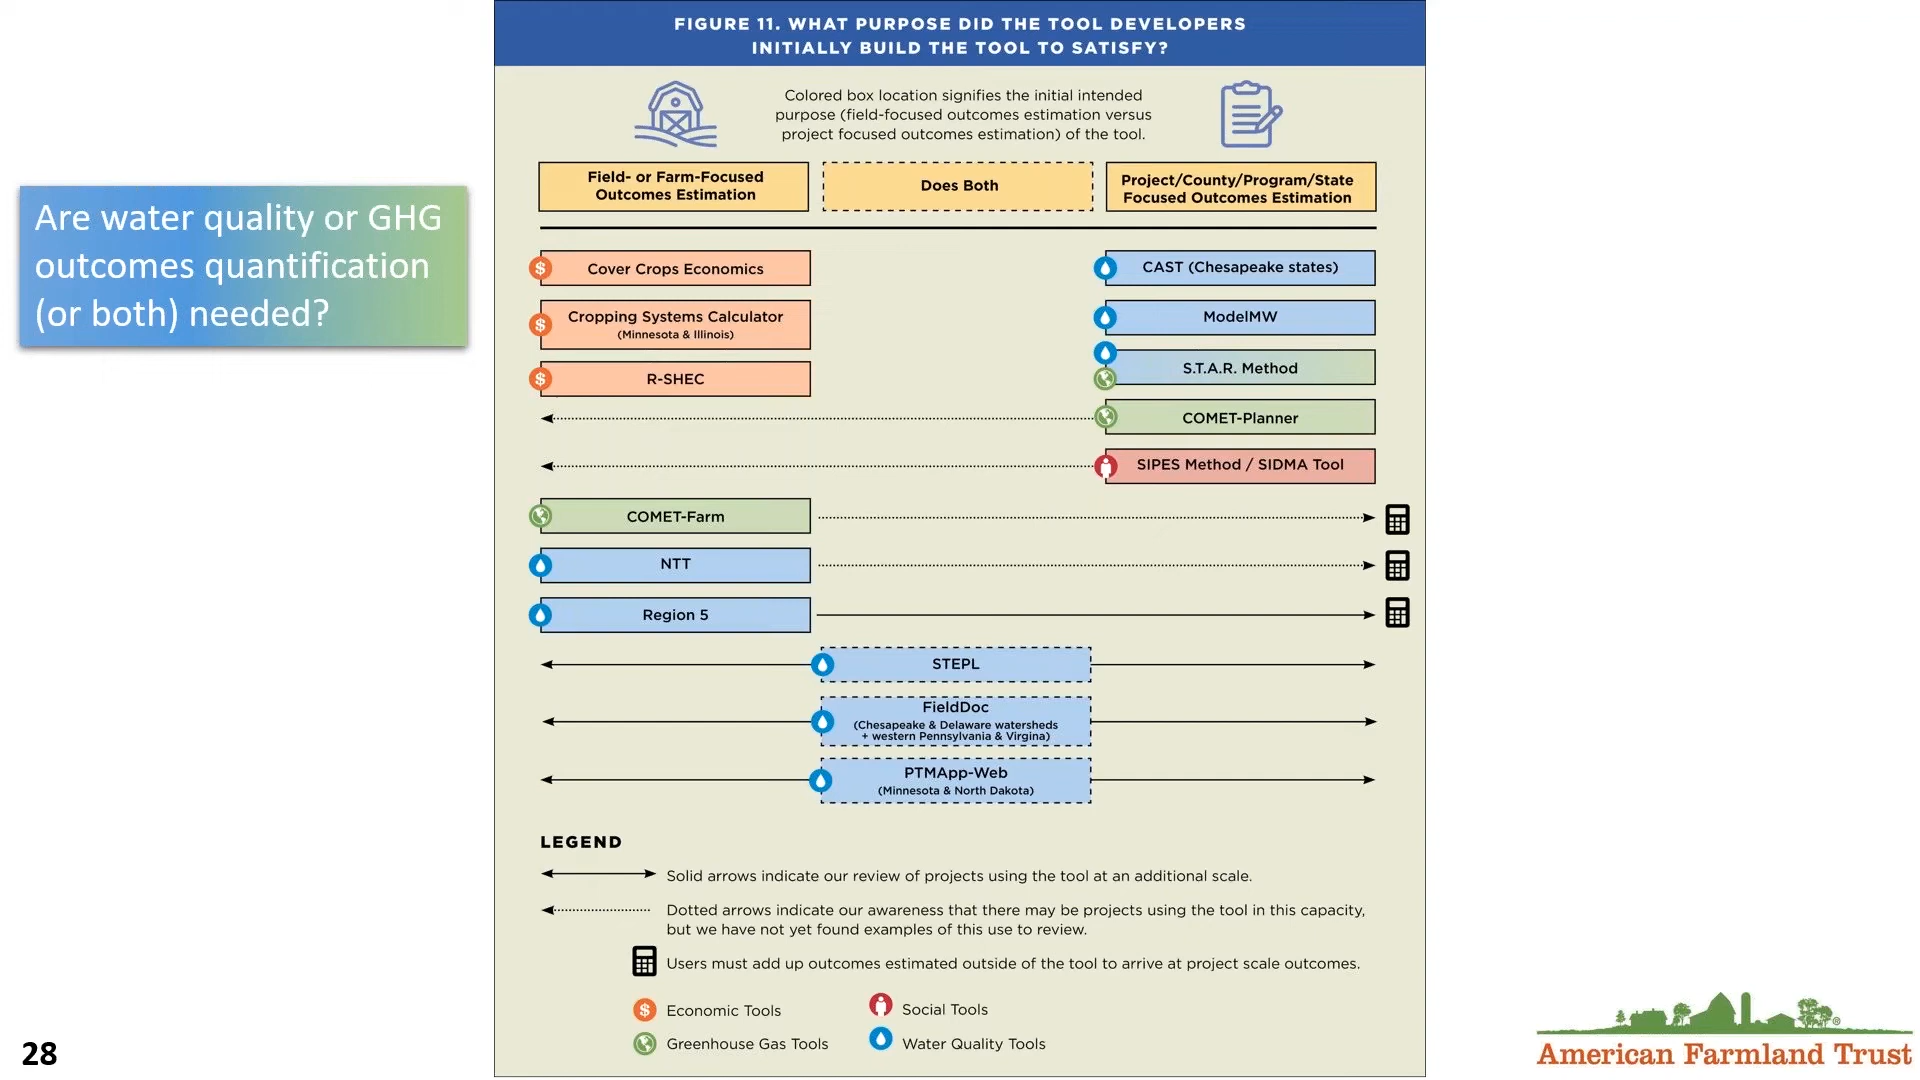 FIGURE 11. WHAT PURPOSE DID THE TOOL DEVELOPERS
INITIALLY BUILD THE TOOL TO SATISFY?
Colored box location signifies the initial intended
purpose (field-focused outcomes estimation versus
project focused outcomes estimation) of the tool.
Field- or Farm-Focused
Outcomes Estimation
Does Both
Project/County/Program/State
Focused Outcomes Estimation
Are water quality or GHG
outcomes quantification
(or both) needed?
$ Cover Crops Economics
CAST (Chesapeake states)
$ Cropping Systems Calculator
(Minnesota & Illinois)
ModelMW
$ R-SHEC
S.T.A.R. Method
COMET-Planner
SIPES Method / SIDMA Tool
COMET-Farm
NTT
Region 5
STEPL
FieldDoc
(Chesapeake & Delaware watersheds
+ western Pennsylvania & Virgina)
PTMApp-Web
(Minnesota & North Dakota)
LEGEND
Solid arrows indicate our review of projects using the tool at an additional scale.
Dotted arrows indicate our awareness that there may be projects using the tool in this capacity,
but we have not yet found examples of this use to review.
Users must add up outcomes estimated outside of the tool to arrive at project scale outcomes.
$ Economic Tools
Social Tools
Greenhouse Gas Tools
Water Quality Tools
28
American Farmland Trust
®